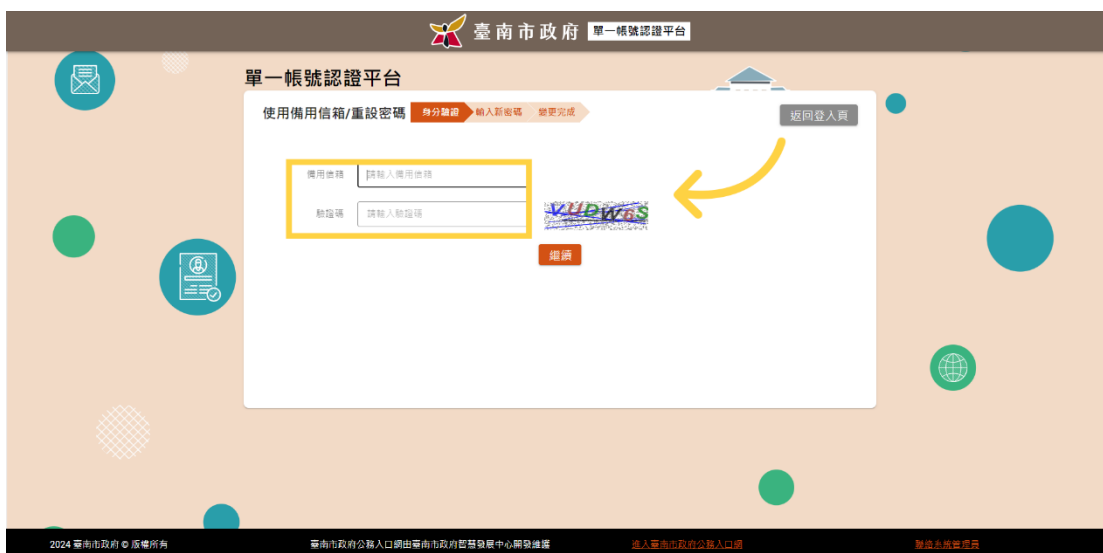 臺南市政府 單一帳號認證平台
單一帳號認證平台
使用備用信箱/重設密碼 身分驗證 輸入新密碼 變更完成 返回登入頁
備用信箱 請輸入備用信箱
驗證碼 請輸入驗證碼 VUDW6S
繼續
2024 臺南市政府 © 版權所有 臺南市政府公務入口網由臺南市政府智慧發展中心開發維護 進入臺南市政府公務入口網 聯絡系統管理員